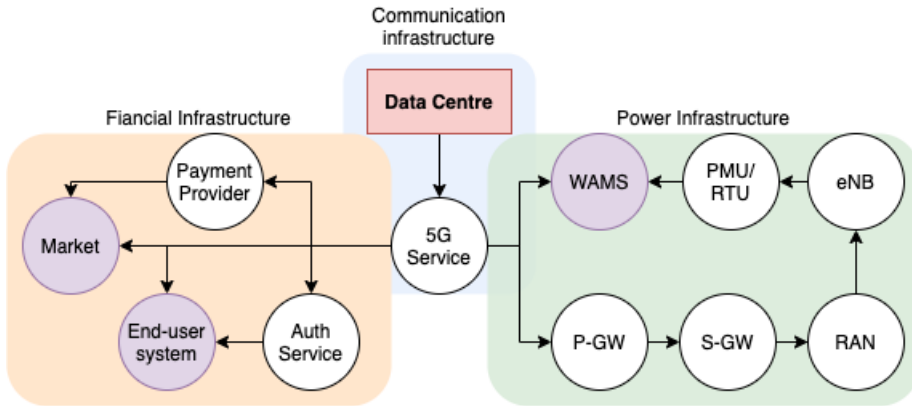 Communication
infrastructure
Data Centre
Fiancial Infrastructure
Power Infrastructure
Payment
Provider
WAMS
PMU/
RTU
eNB
Market
5G
Service
End-user
system
Auth
Service
P-GW
S-GW
RAN